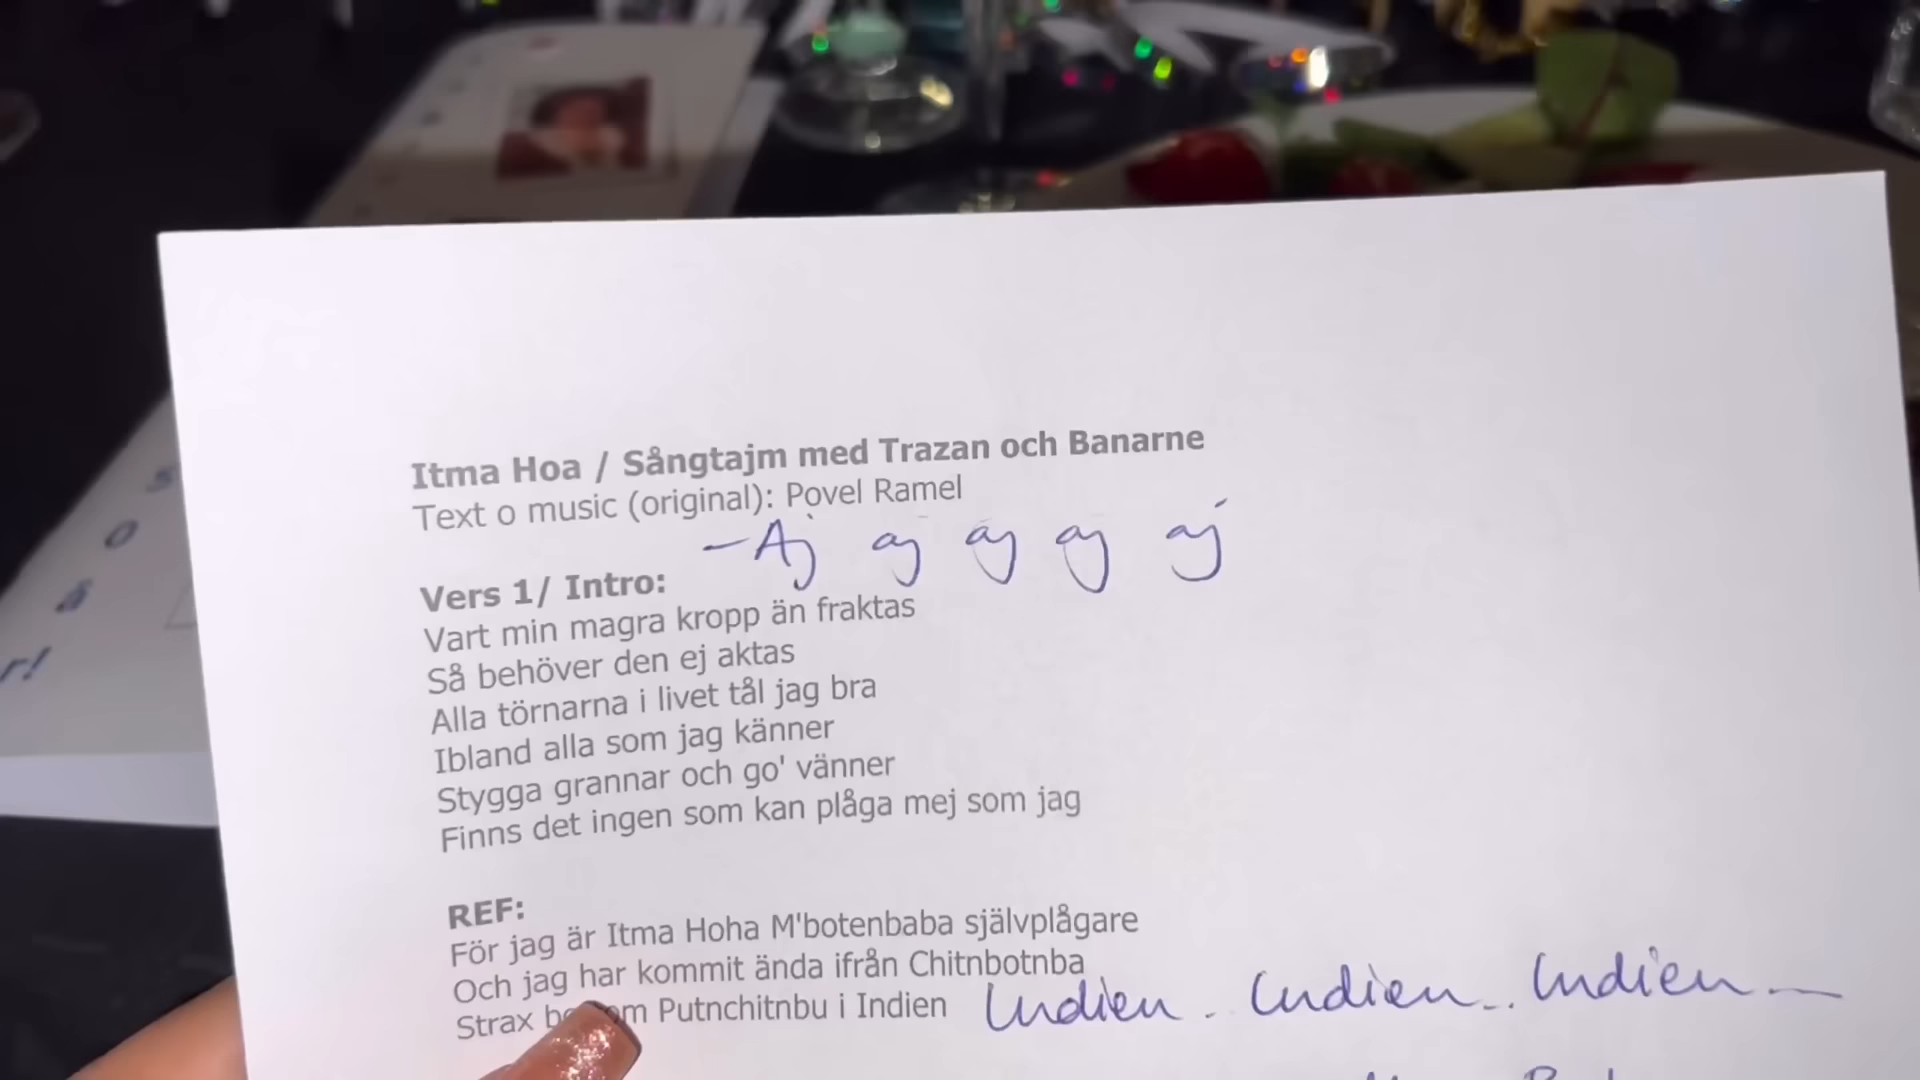 Itma Hoa / Sångtajm med Trazan och Banarne
Text o music (original): Povel Ramel
- Aj aj aj aj aj
Vers 1/ Intro:
Vart min magra kropp än fraktas
Så behöver den ej aktas
Alla törnarna i livet tål jag bra
Ibland alla som jag känner
Stygga grannar och go' vänner
Finns det ingen som kan plåga mej som jag
REF:
För jag är Itma Hoha M'botenbaba självplågare
Och jag har kommit ända ifrån Chitnbotnba
Strax om Putnchitnbu i Indien Indien . Indien .. Indien —
s
o
å
r!